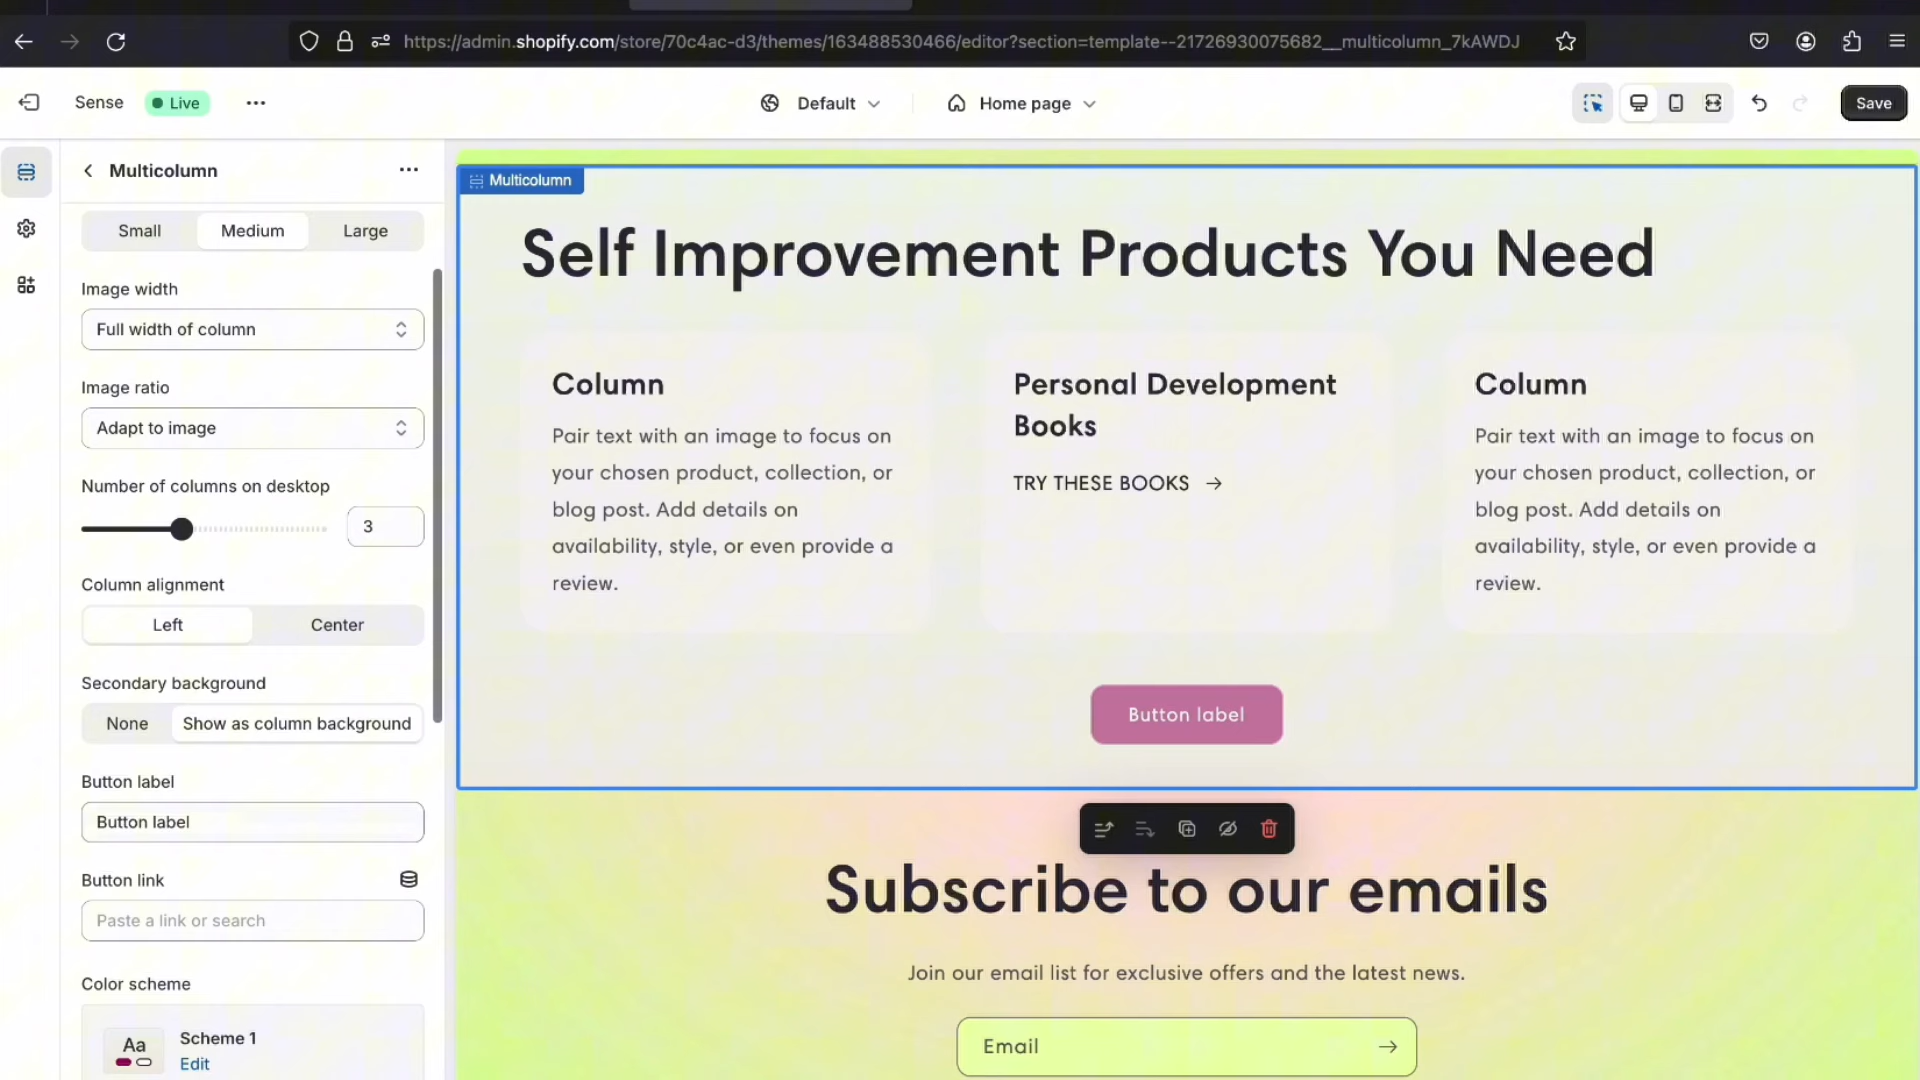 https://admin.shopify.com/store/70c4ac-d3/themes/163488530466/editor?section=template--21726930075682__multicolumn_7kAWDJ
Sense
Live
Default
Home page
Save
Multicolumn
Small
Medium
Large
Image width
Full width of column
Image ratio
Adapt to image
Number of columns on desktop
3
Column alignment
Left
Center
Secondary background
None
Show as column background
Button label
Button label
Button link
Paste a link or search
Color scheme
Aa
Scheme 1
Edit
Multicolumn
Self Improvement Products You Need
Column
Pair text with an image to focus on
your chosen product, collection, or
blog post. Add details on
availability, style, or even provide a
review.
Personal Development
Books
TRY THESE BOOKS
Column
Pair text with an image to focus on
your chosen product, collection, or
blog post. Add details on
availability, style, or even provide a
review.
Button label
Subscribe to our emails
Join our email list for exclusive offers and the latest news.
Email